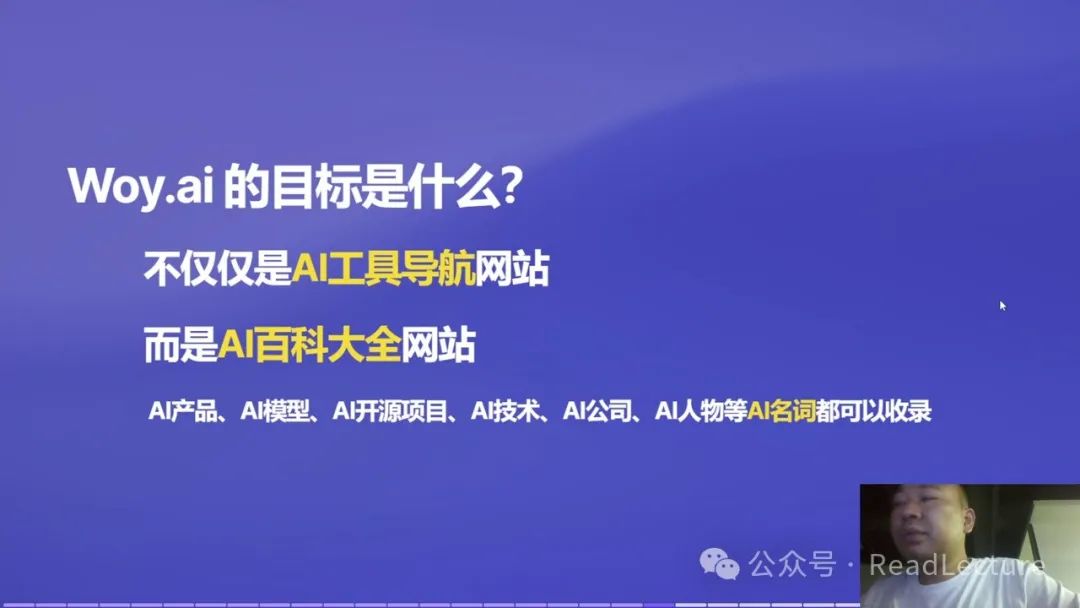 Woy.ai 的目标是什么?
不仅仅是AI工具导航网站
而是AI百科大全网站
AI产品、AI模型、AI开源项目、AI技术、AI公司、AI人物等AI名词都可以收录
公众号 · ReadLecture